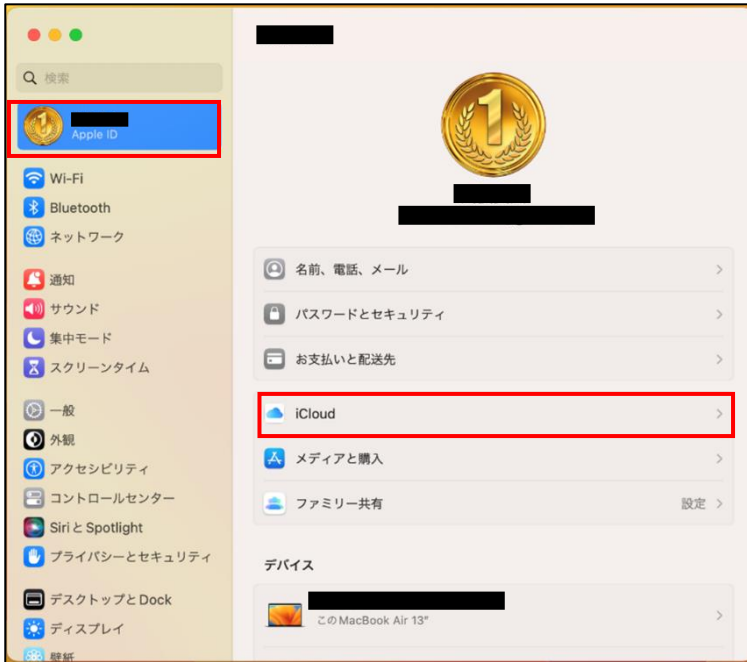 検索
Apple ID
Wi-Fi
Bluetooth
ネットワーク
通知
サウンド
集中モード
スクリーンタイム
一般
外観
アクセシビリティ
コントロールセンター
Siri と Spotlight
プライバシーとセキュリティ
デスクトップと Dock
ディスプレイ
壁紙
1
名前、電話、メール
パスワードとセキュリティ
お支払いと配送先
iCloud
メディアと購入
ファミリー共有 設定
デバイス
この MacBook Air 13"